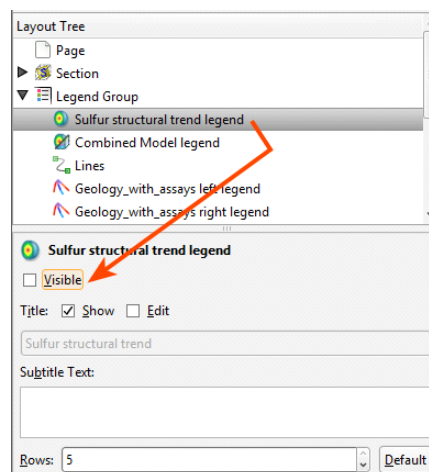 Layout Tree
Page
Section
Legend Group
Sulfur structural trend legend
Combined Model legend
Lines
Geology_with_assays left legend
Geology_with_assays right legend
Sulfur structural trend legend
Visible
Title: Show Edit
Sulfur structural trend
Subtitle Text:
Rows: 5 Default